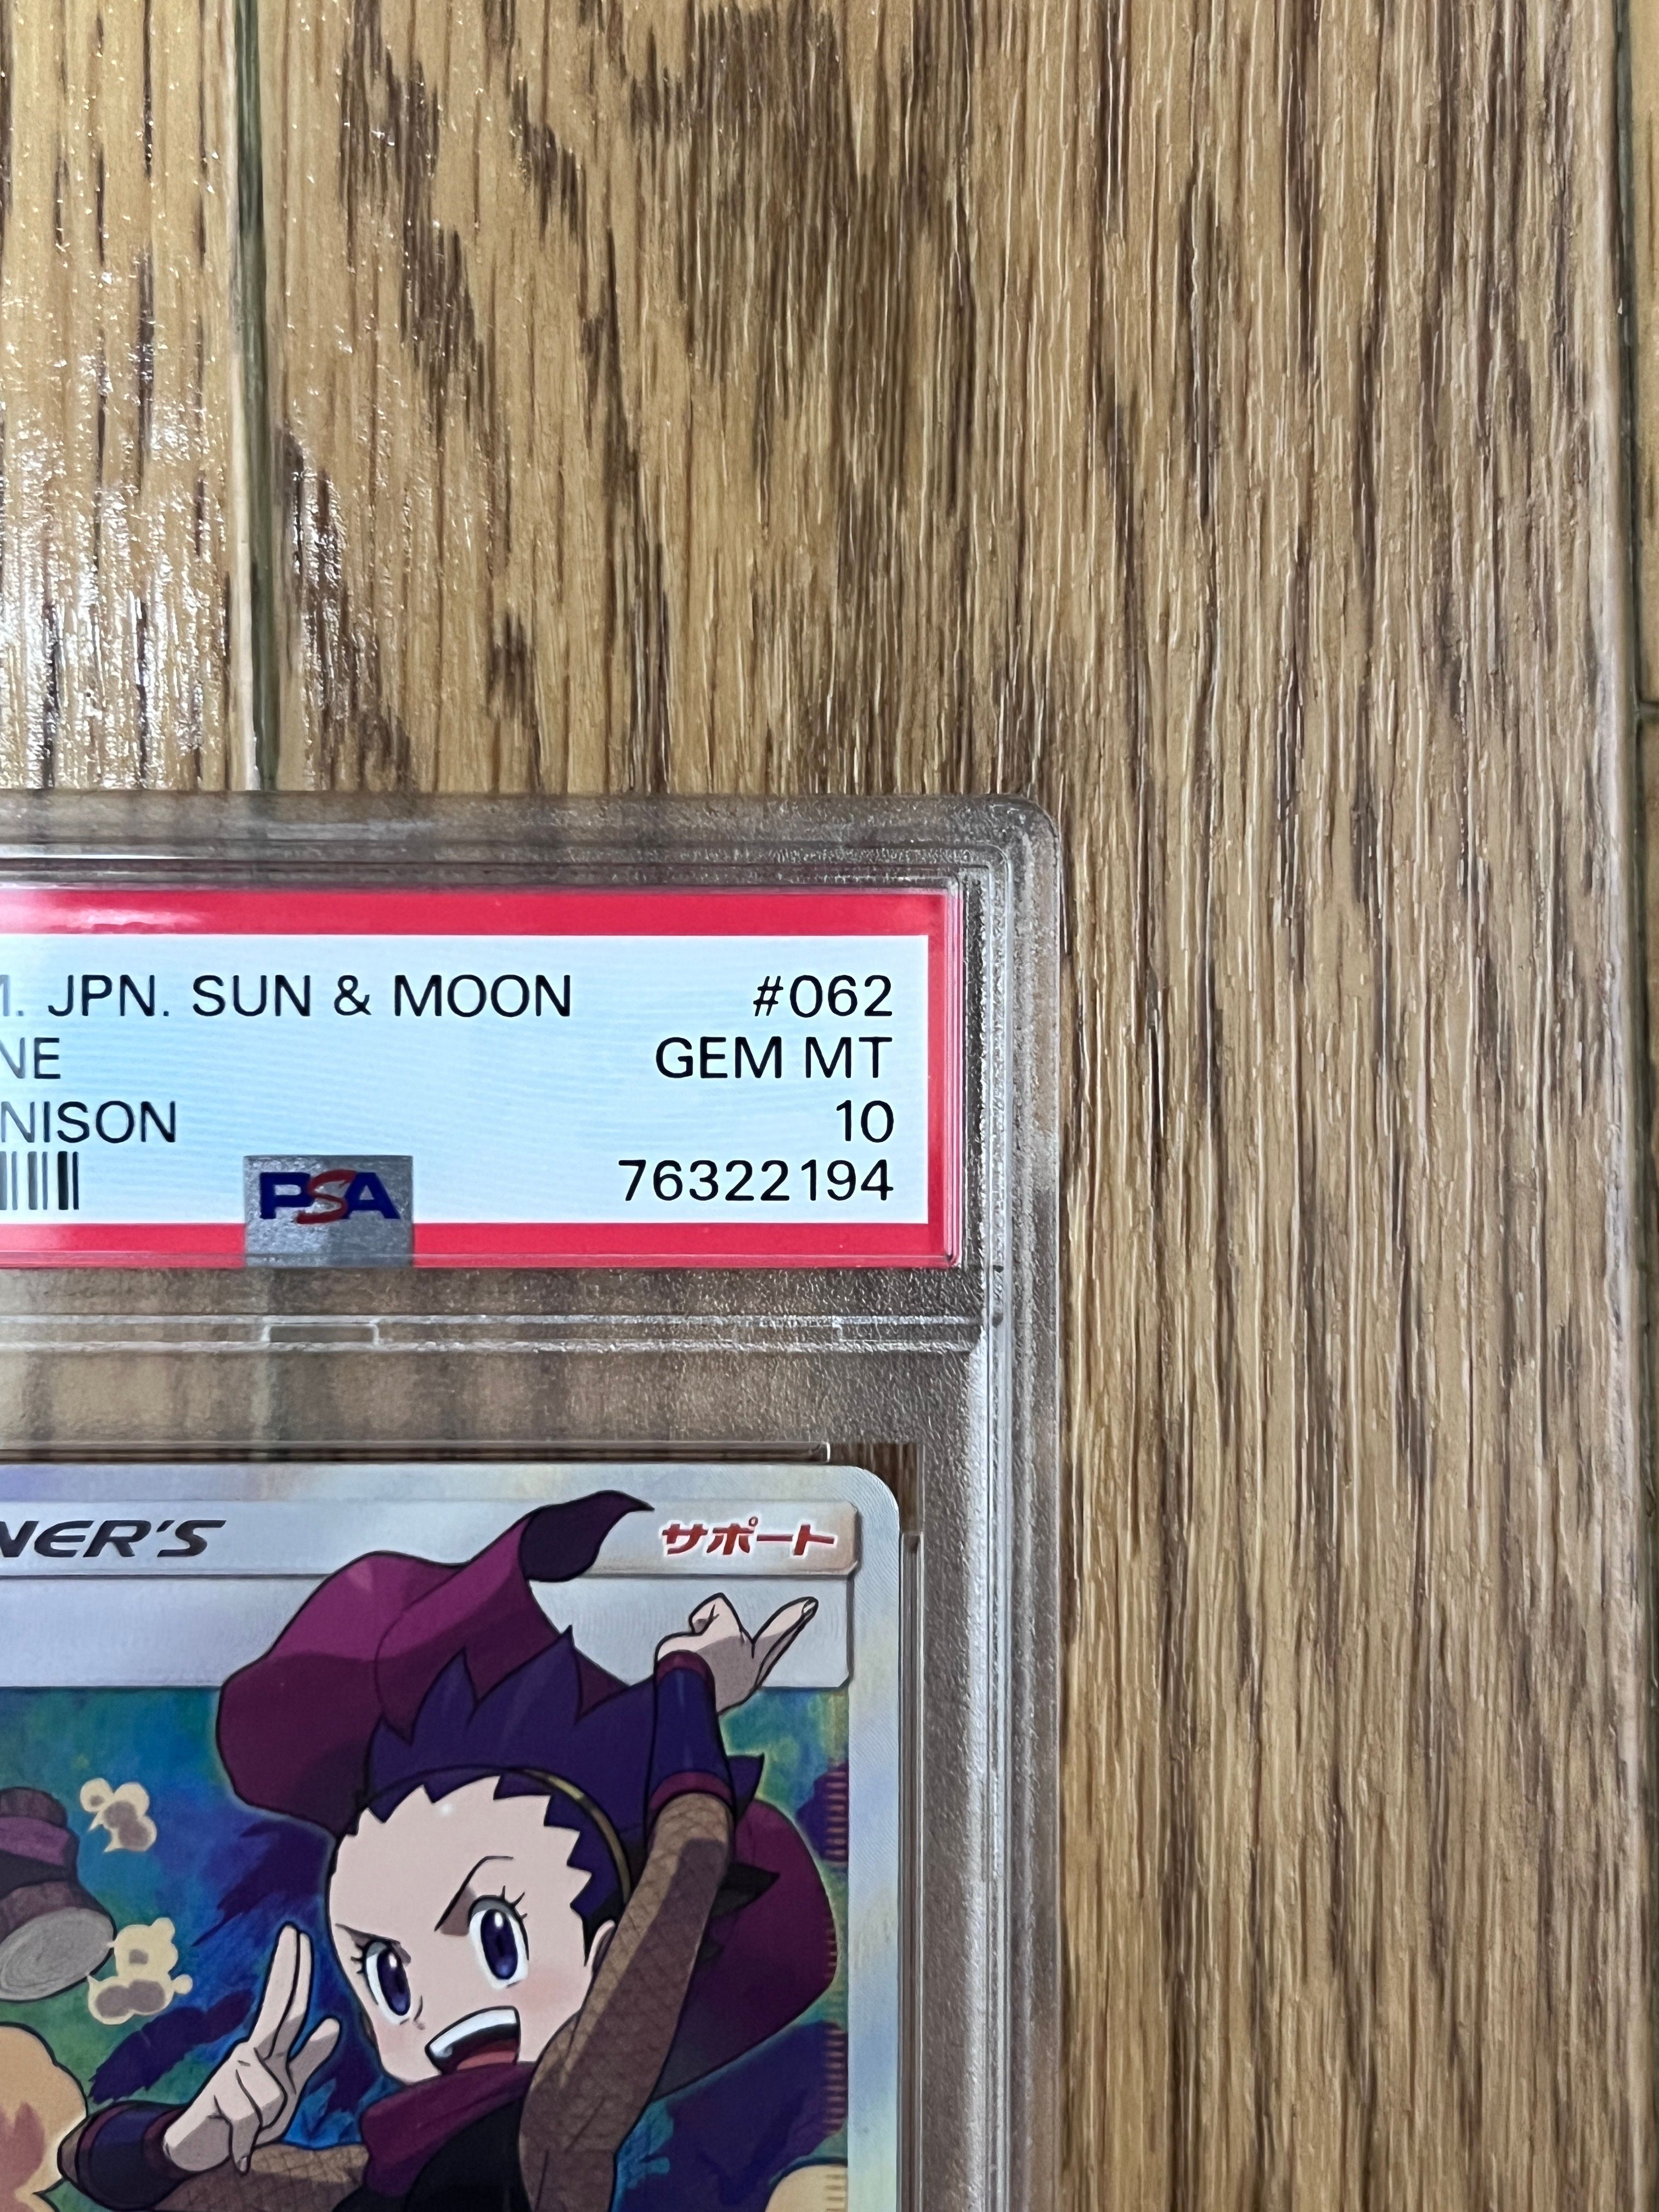 M. JPN. SUN & MOON #062
NE GEM MT
NISON 10
PSA 76322194
NER'S サポート